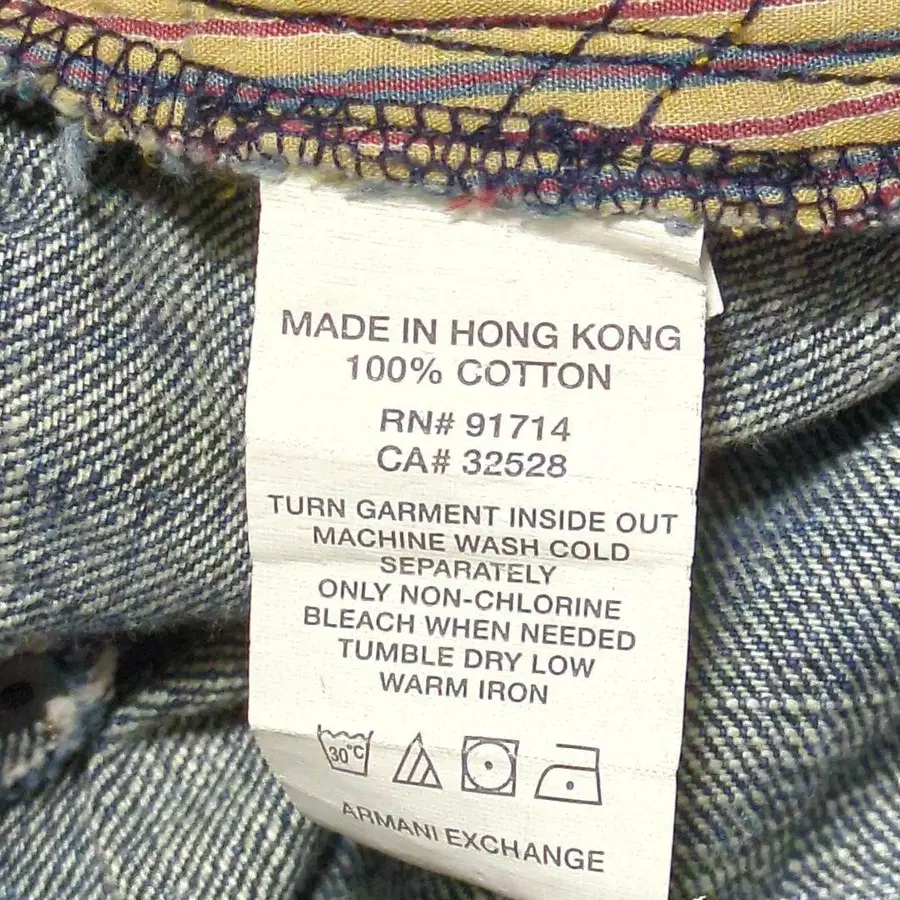 MADE IN HONG KONG
100% COTTON
RN# 91714
CA# 32528
TURN GARMENT INSIDE OUT
MACHINE WASH COLD
SEPARATELY
ONLY NON-CHLORINE
BLEACH WHEN NEEDED
TUMBLE DRY LOW
WARM IRON
30°C
ARMANI EXCHANGE